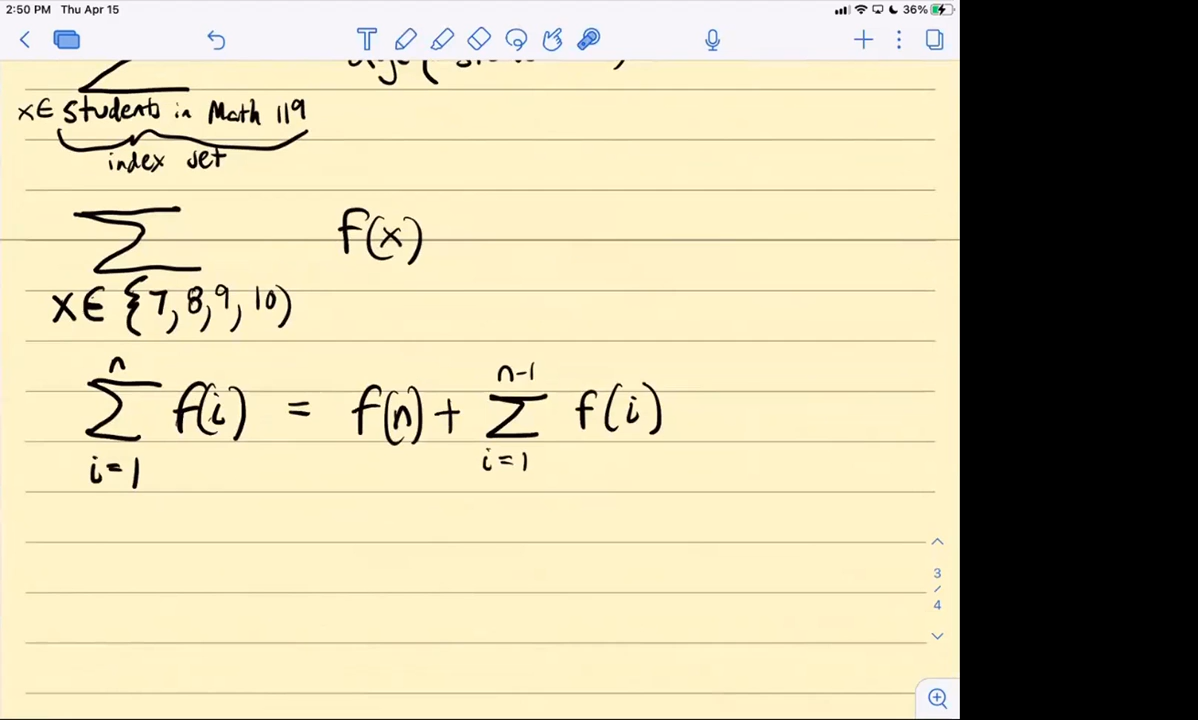 2:50 PM Thu Apr 15 36%
x∈ Students in Math 119
index set
∑ f(x)
x∈ {7,8,9,10)
n n-1
∑ f(i) = f(n) + ∑ f(i)
i=1 i=1
3
/
4